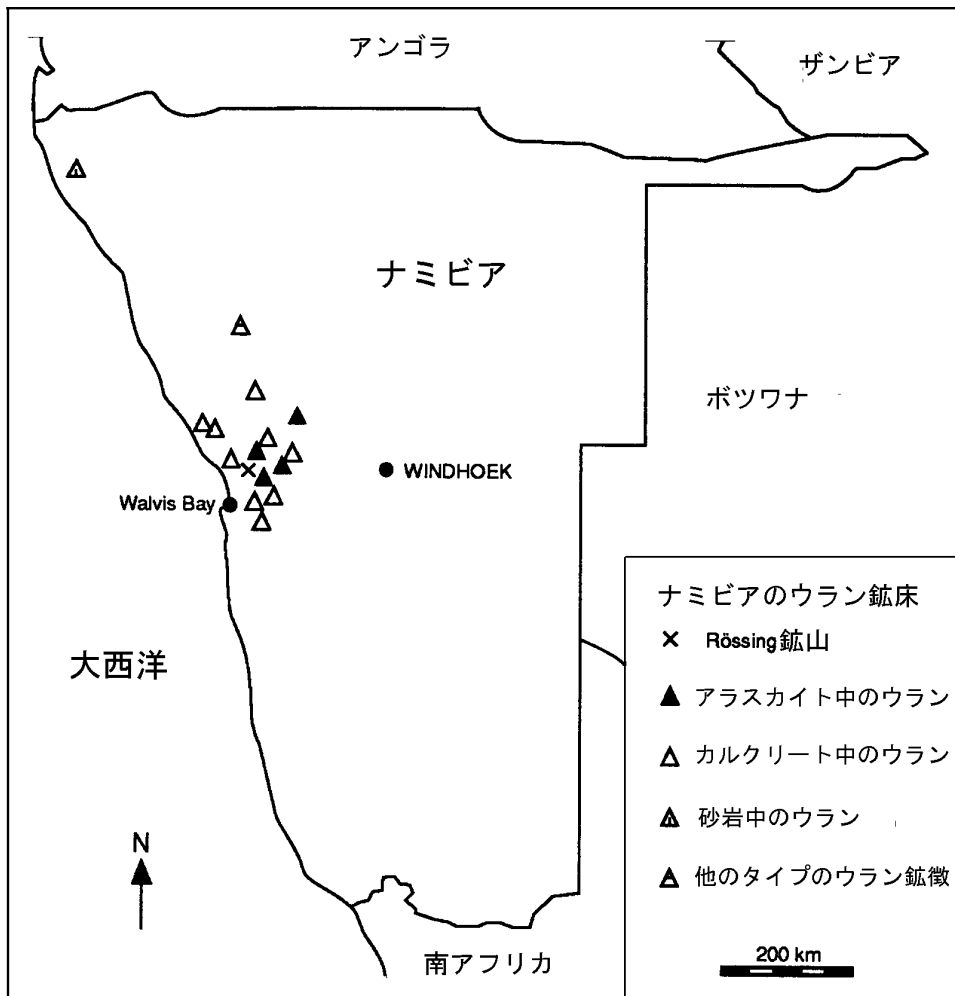 アンゴラ
ザンビア
ナミビア
ボツワナ
WINDHOEK
Walvis Bay
大西洋
N
南アフリカ
ナミビアのウラン鉱床
Rössing鉱山
アラスカイト中のウラン
カルクリート中のウラン
砂岩中のウラン
他のタイプのウラン鉱徴
200 km